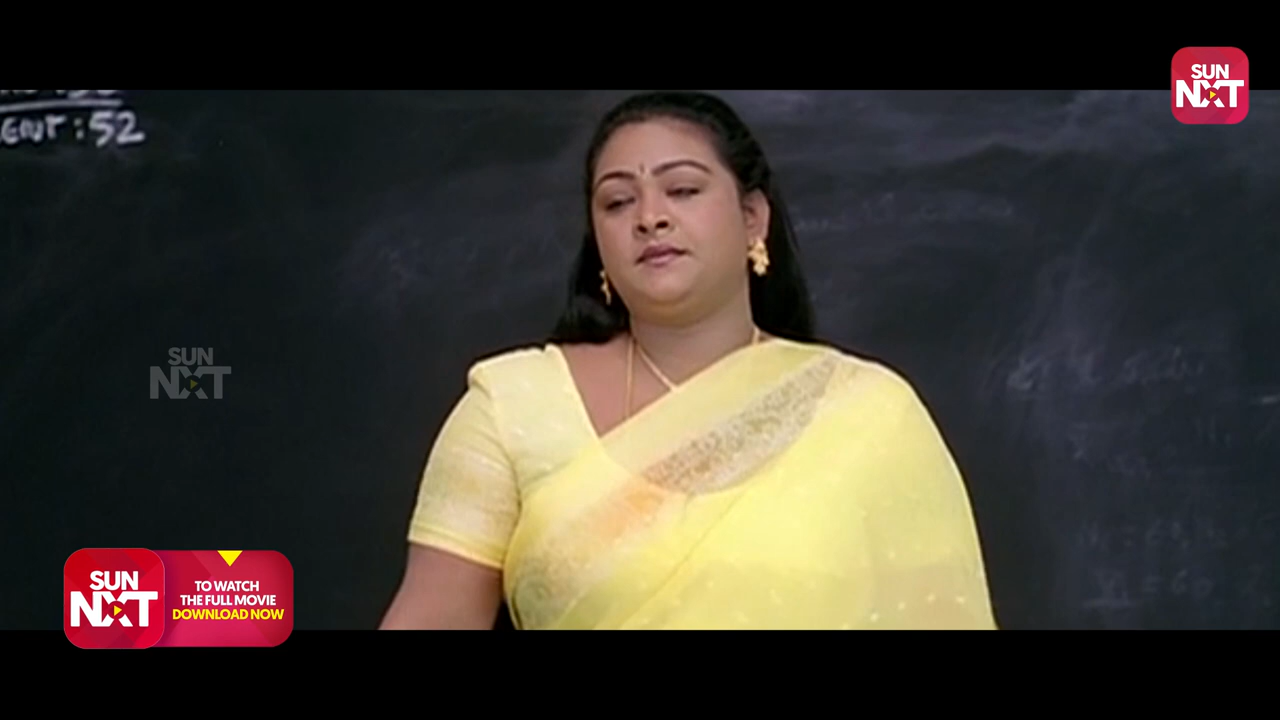 SUN
NXT
ENT : 52
SUN
NXT
SUN
NXT
TO WATCH
THE FULL MOVIE
DOWNLOAD NOW